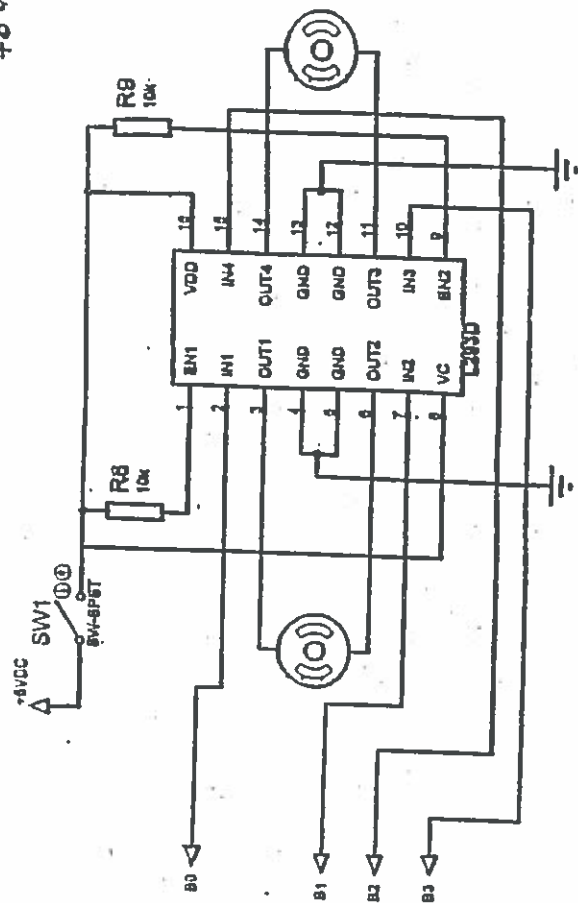 +5VDC
SW1
SW-SPST
R8
10k
R9
10k
1
EN1
VDD
16
2
IN1
IN4
15
3
OUT1
OUT4
14
4
GND
GND
13
5
GND
GND
12
6
OUT2
OUT3
11
7
IN2
IN3
10
8
VC
EN2
9
L293D
B0
B1
B2
B3